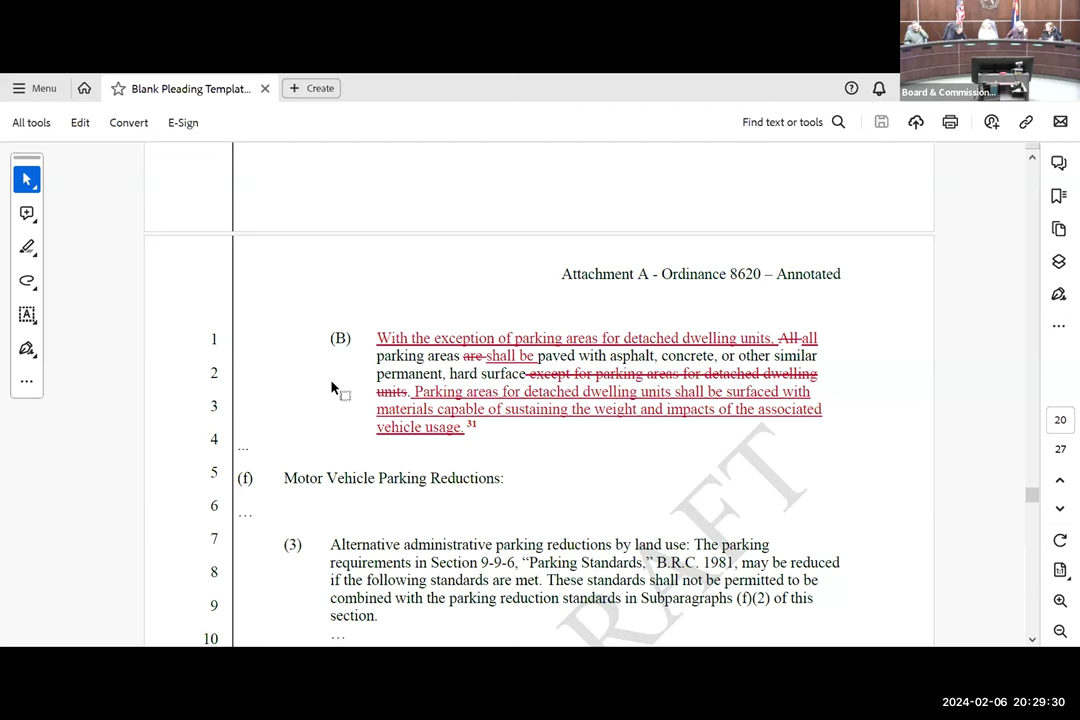 Board & Commission...
Menu
Blank Pleading Templat...
Create
All tools
Edit
Convert
E-Sign
Find text or tools
Attachment A - Ordinance 8620 – Annotated
1 (B) With the exception of parking areas for detached dwelling units, All all
parking areas are shall be paved with asphalt, concrete, or other similar
2 permanent, hard surface except for parking areas for detached dwelling
units. Parking areas for detached dwelling units shall be surfaced with
3 materials capable of sustaining the weight and impacts of the associated
vehicle usage. 31
4 ...
5 (f) Motor Vehicle Parking Reductions:
6 ...
7 (3) Alternative administrative parking reductions by land use: The parking
requirements in Section 9-9-6, “Parking Standards,” B.R.C. 1981, may be reduced
8 if the following standards are met. These standards shall not be permitted to be
9 combined with the parking reduction standards in Subparagraphs (f)(2) of this
section.
10 ...
RAFT
20
27
1:1
2024-02-06 20:29:30